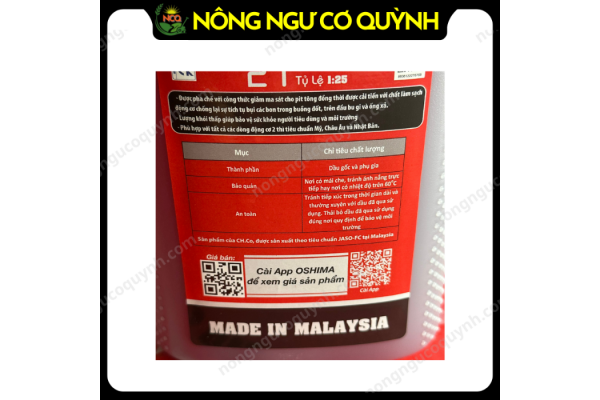 NCQ
NÔNG NGƯ CƠ QUỲNH
2T
Tỷ Lệ 1:25
- Được pha chế với công thức giảm ma sát cho pít tông đồng thời được cải tiến với chất làm sạch
động cơ chống lại sự tích tụ bụi các bon trong buồng đốt, trên đầu bu gi và ống xả.
- Lượng khói thấp giúp bảo vệ sức khỏe người tiêu dùng và môi trường
- Phù hợp với tất cả các dòng động cơ 2 thì tiêu chuẩn Mỹ, Châu Âu và Nhật Bản.
Mục Chỉ tiêu chất lượng
Thành phần Dầu gốc và phụ gia
Bảo quản Nơi có mái che, tránh ánh nắng trực
tiếp hay nơi có nhiệt độ trên 60°C
An toàn Tránh tiếp xúc trong thời gian dài và
thường xuyên với dầu đã qua sử
dụng. Thải bỏ dầu đã qua sử dụng
đúng nơi quy định để bảo vệ môi
trường
Sản phẩm của CH.Co, được sản xuất theo tiêu chuẩn JASO-FC tại Malaysia
Giá bán:
Cài App OSHIMA
để xem giá sản phẩm
Cài App
MADE IN MALAYSIA
nongngucoquynh.com